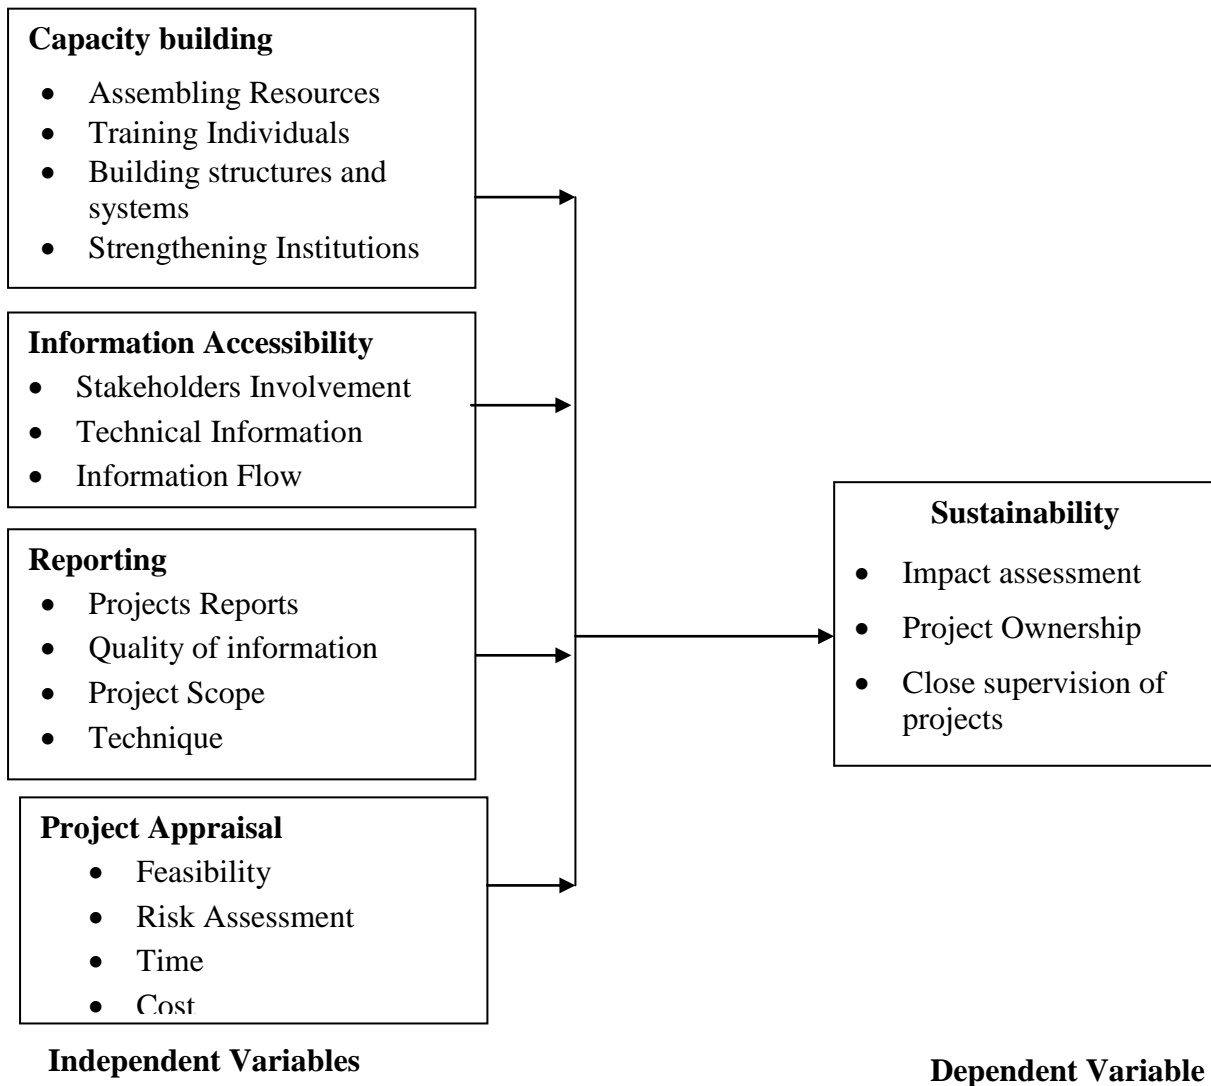 Capacity building
• Assembling Resources
• Training Individuals
• Building structures and
systems
• Strengthening Institutions
Information Accessibility
• Stakeholders Involvement
• Technical Information
• Information Flow
Reporting
• Projects Reports
• Quality of information
• Project Scope
• Technique
Project Appraisal
• Feasibility
• Risk Assessment
• Time
• Cost
Independent Variables
Sustainability
• Impact assessment
• Project Ownership
• Close supervision of
projects
Dependent Variable